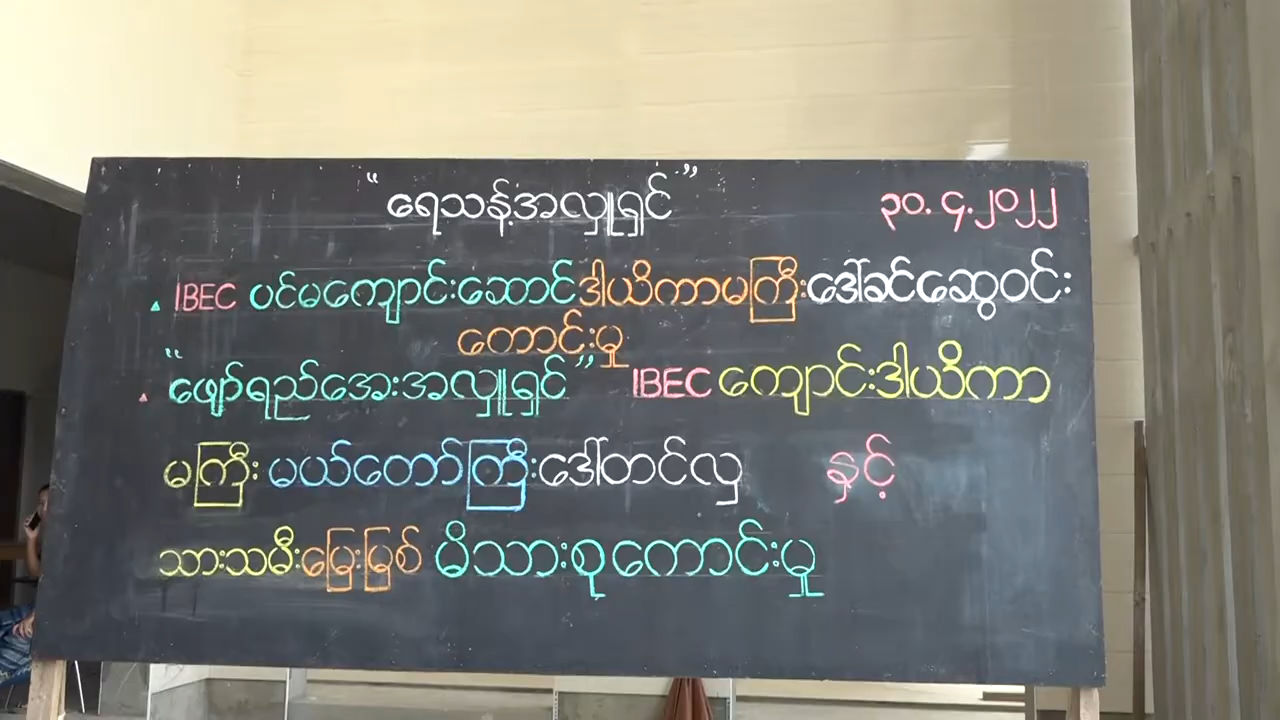 “ရေသန့်အလှူရှင်” ၃၀.၄.၂၀၂၂
IBEC ပင်မကျောင်းဆောင်ဒါယိကာမကြီးဒေါ်ခင်ဆွေဝင်း
ကောင်းမှု
“ဖျော်ရည်အေးအလှူရှင်” IBEC ကျောင်းဒါယိကာ
မကြီး မယ်တော်ကြီးဒေါ်တင်လှ နှင့်
သားသမီးမြေးမြစ် မိသားစုကောင်းမှု